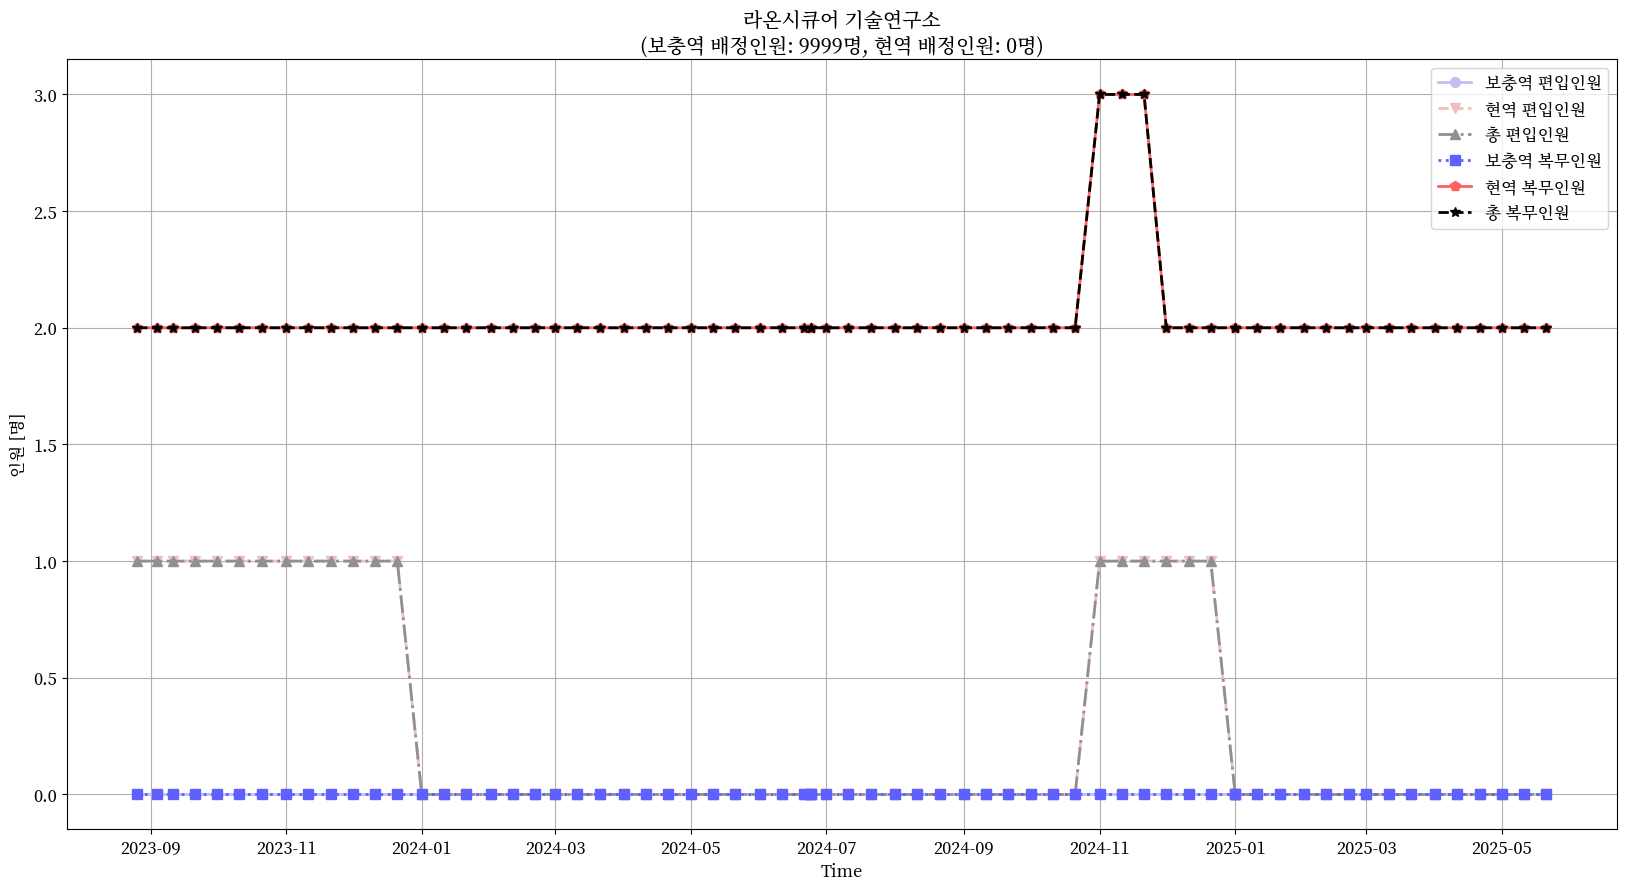 라온시큐어 기술연구소
(보충역 배정인원: 9999명, 현역 배정인원: 0명)
보충역 편입인원
현역 편입인원
총 편입인원
보충역 복무인원
현역 복무인원
총 복무인원
인원 [명]
3.0
2.5
2.0
1.5
1.0
0.5
0.0
2023-09
2023-11
2024-01
2024-03
2024-05
2024-07
2024-09
2024-11
2025-01
2025-03
2025-05
Time